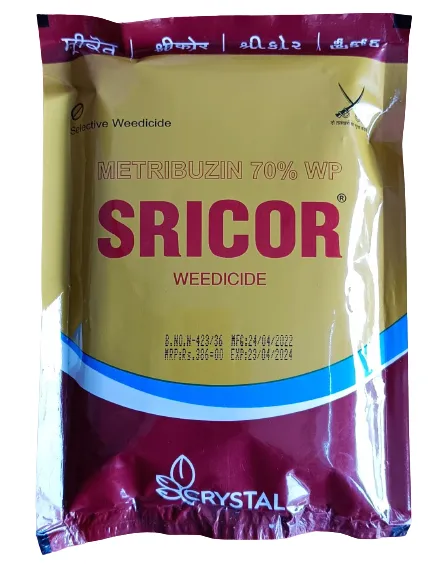 श्रीकोर | શ્રીકોર
Selective Weedicide
METRIBUZIN 70% WP
SRICOR®
WEEDICIDE
B.NO.N-423/36 MFG:24/04/2022
MRP:Rs.386=00 EXP:23/04/2024
CRYSTAL